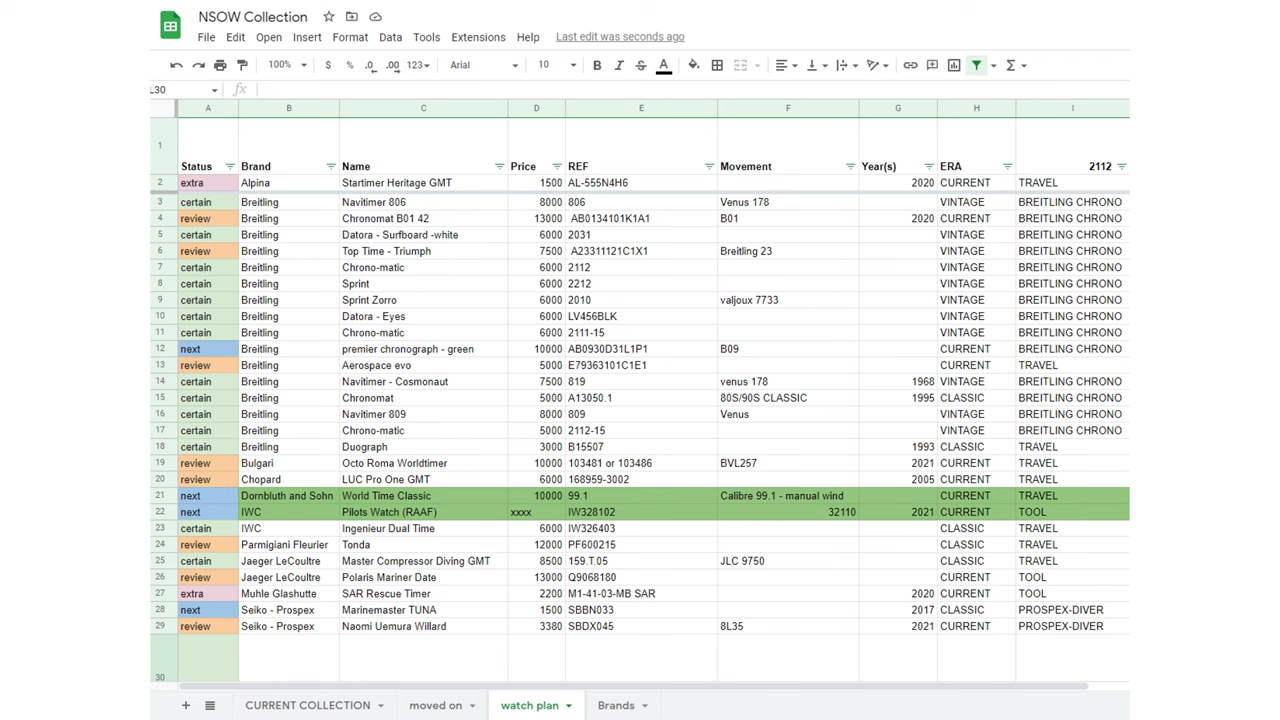 NSOW Collection
File Edit Open Insert Format Data Tools Extensions Help Last edit was seconds ago
100% $ % .0 .00 123 Arial 10 B I S A
L30 fx
A B C D E F G H I
1 Status Brand Name Price REF Movement Year(s) ERA 2112
2 extra Alpina Startimer Heritage GMT 1500 AL-555N4H6 2020 CURRENT TRAVEL
3 certain Breitling Navitimer 806 8000 806 Venus 178 VINTAGE BREITLING CHRONO
4 review Breitling Chronomat B01 42 13000 AB0134101K1A1 B01 2020 CURRENT BREITLING CHRONO
5 certain Breitling Datora - Surfboard -white 6000 2031 VINTAGE BREITLING CHRONO
6 review Breitling Top Time - Triumph 7500 A23311121C1X1 Breitling 23 VINTAGE BREITLING CHRONO
7 certain Breitling Chrono-matic 6000 2112 VINTAGE BREITLING CHRONO
8 certain Breitling Sprint 6000 2212 VINTAGE BREITLING CHRONO
9 certain Breitling Sprint Zorro 6000 2010 valjoux 7733 VINTAGE BREITLING CHRONO
10 certain Breitling Datora - Eyes 6000 LV456BLK VINTAGE BREITLING CHRONO
11 certain Breitling Chrono-matic 6000 2111-15 VINTAGE BREITLING CHRONO
12 next Breitling premier chronograph - green 10000 AB0930D31L1P1 B09 CURRENT BREITLING CHRONO
13 review Breitling Aerospace evo 5000 E79363101C1E1 CURRENT TRAVEL
14 certain Breitling Navitimer - Cosmonaut 7500 819 venus 178 1968 VINTAGE BREITLING CHRONO
15 certain Breitling Chronomat 5000 A13050.1 80S/90S CLASSIC 1995 CLASSIC BREITLING CHRONO
16 certain Breitling Navitimer 809 8000 809 Venus VINTAGE BREITLING CHRONO
17 certain Breitling Chrono-matic 5000 2112-15 VINTAGE BREITLING CHRONO
18 certain Breitling Duograph 3000 B15507 1993 CLASSIC TRAVEL
19 review Bulgari Octo Roma Worldtimer 10000 103481 or 103486 BVL257 2021 CURRENT TRAVEL
20 review Chopard LUC Pro One GMT 6000 168959-3002 2005 CURRENT TRAVEL
21 next Dornbluth and Sohn World Time Classic 10000 99.1 Calibre 99.1 - manual wind CURRENT TRAVEL
22 next IWC Pilots Watch (RAAF) xxxx IW328102 32110 2021 CURRENT TOOL
23 certain IWC Ingenieur Dual Time 6000 IW326403 CLASSIC TRAVEL
24 review Parmigiani Fleurier Tonda 12000 PF600215 CLASSIC TRAVEL
25 certain Jaeger LeCoultre Master Compressor Diving GMT 8500 159.T.05 JLC 9750 CLASSIC TRAVEL
26 review Jaeger LeCoultre Polaris Mariner Date 13000 Q9068180 CURRENT TOOL
27 extra Muhle Glashutte SAR Rescue Timer 2200 M1-41-03-MB SAR 2020 CURRENT TOOL
28 next Seiko - Prospex Marinemaster TUNA 1500 SBBN033 2017 CLASSIC PROSPEX-DIVER
29 review Seiko - Prospex Naomi Uemura Willard 3380 SBDX045 8L35 2021 CURRENT PROSPEX-DIVER
30
+ CURRENT COLLECTION moved on watch plan Brands